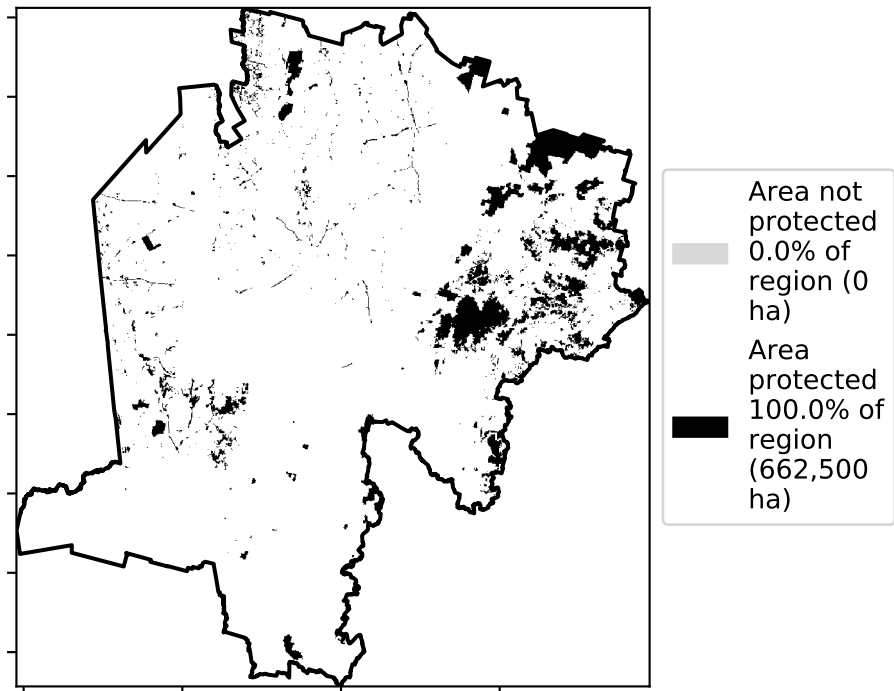 Area not
protected
0.0% of
region (0
ha)
Area
protected
100.0% of
region
(662,500
ha)